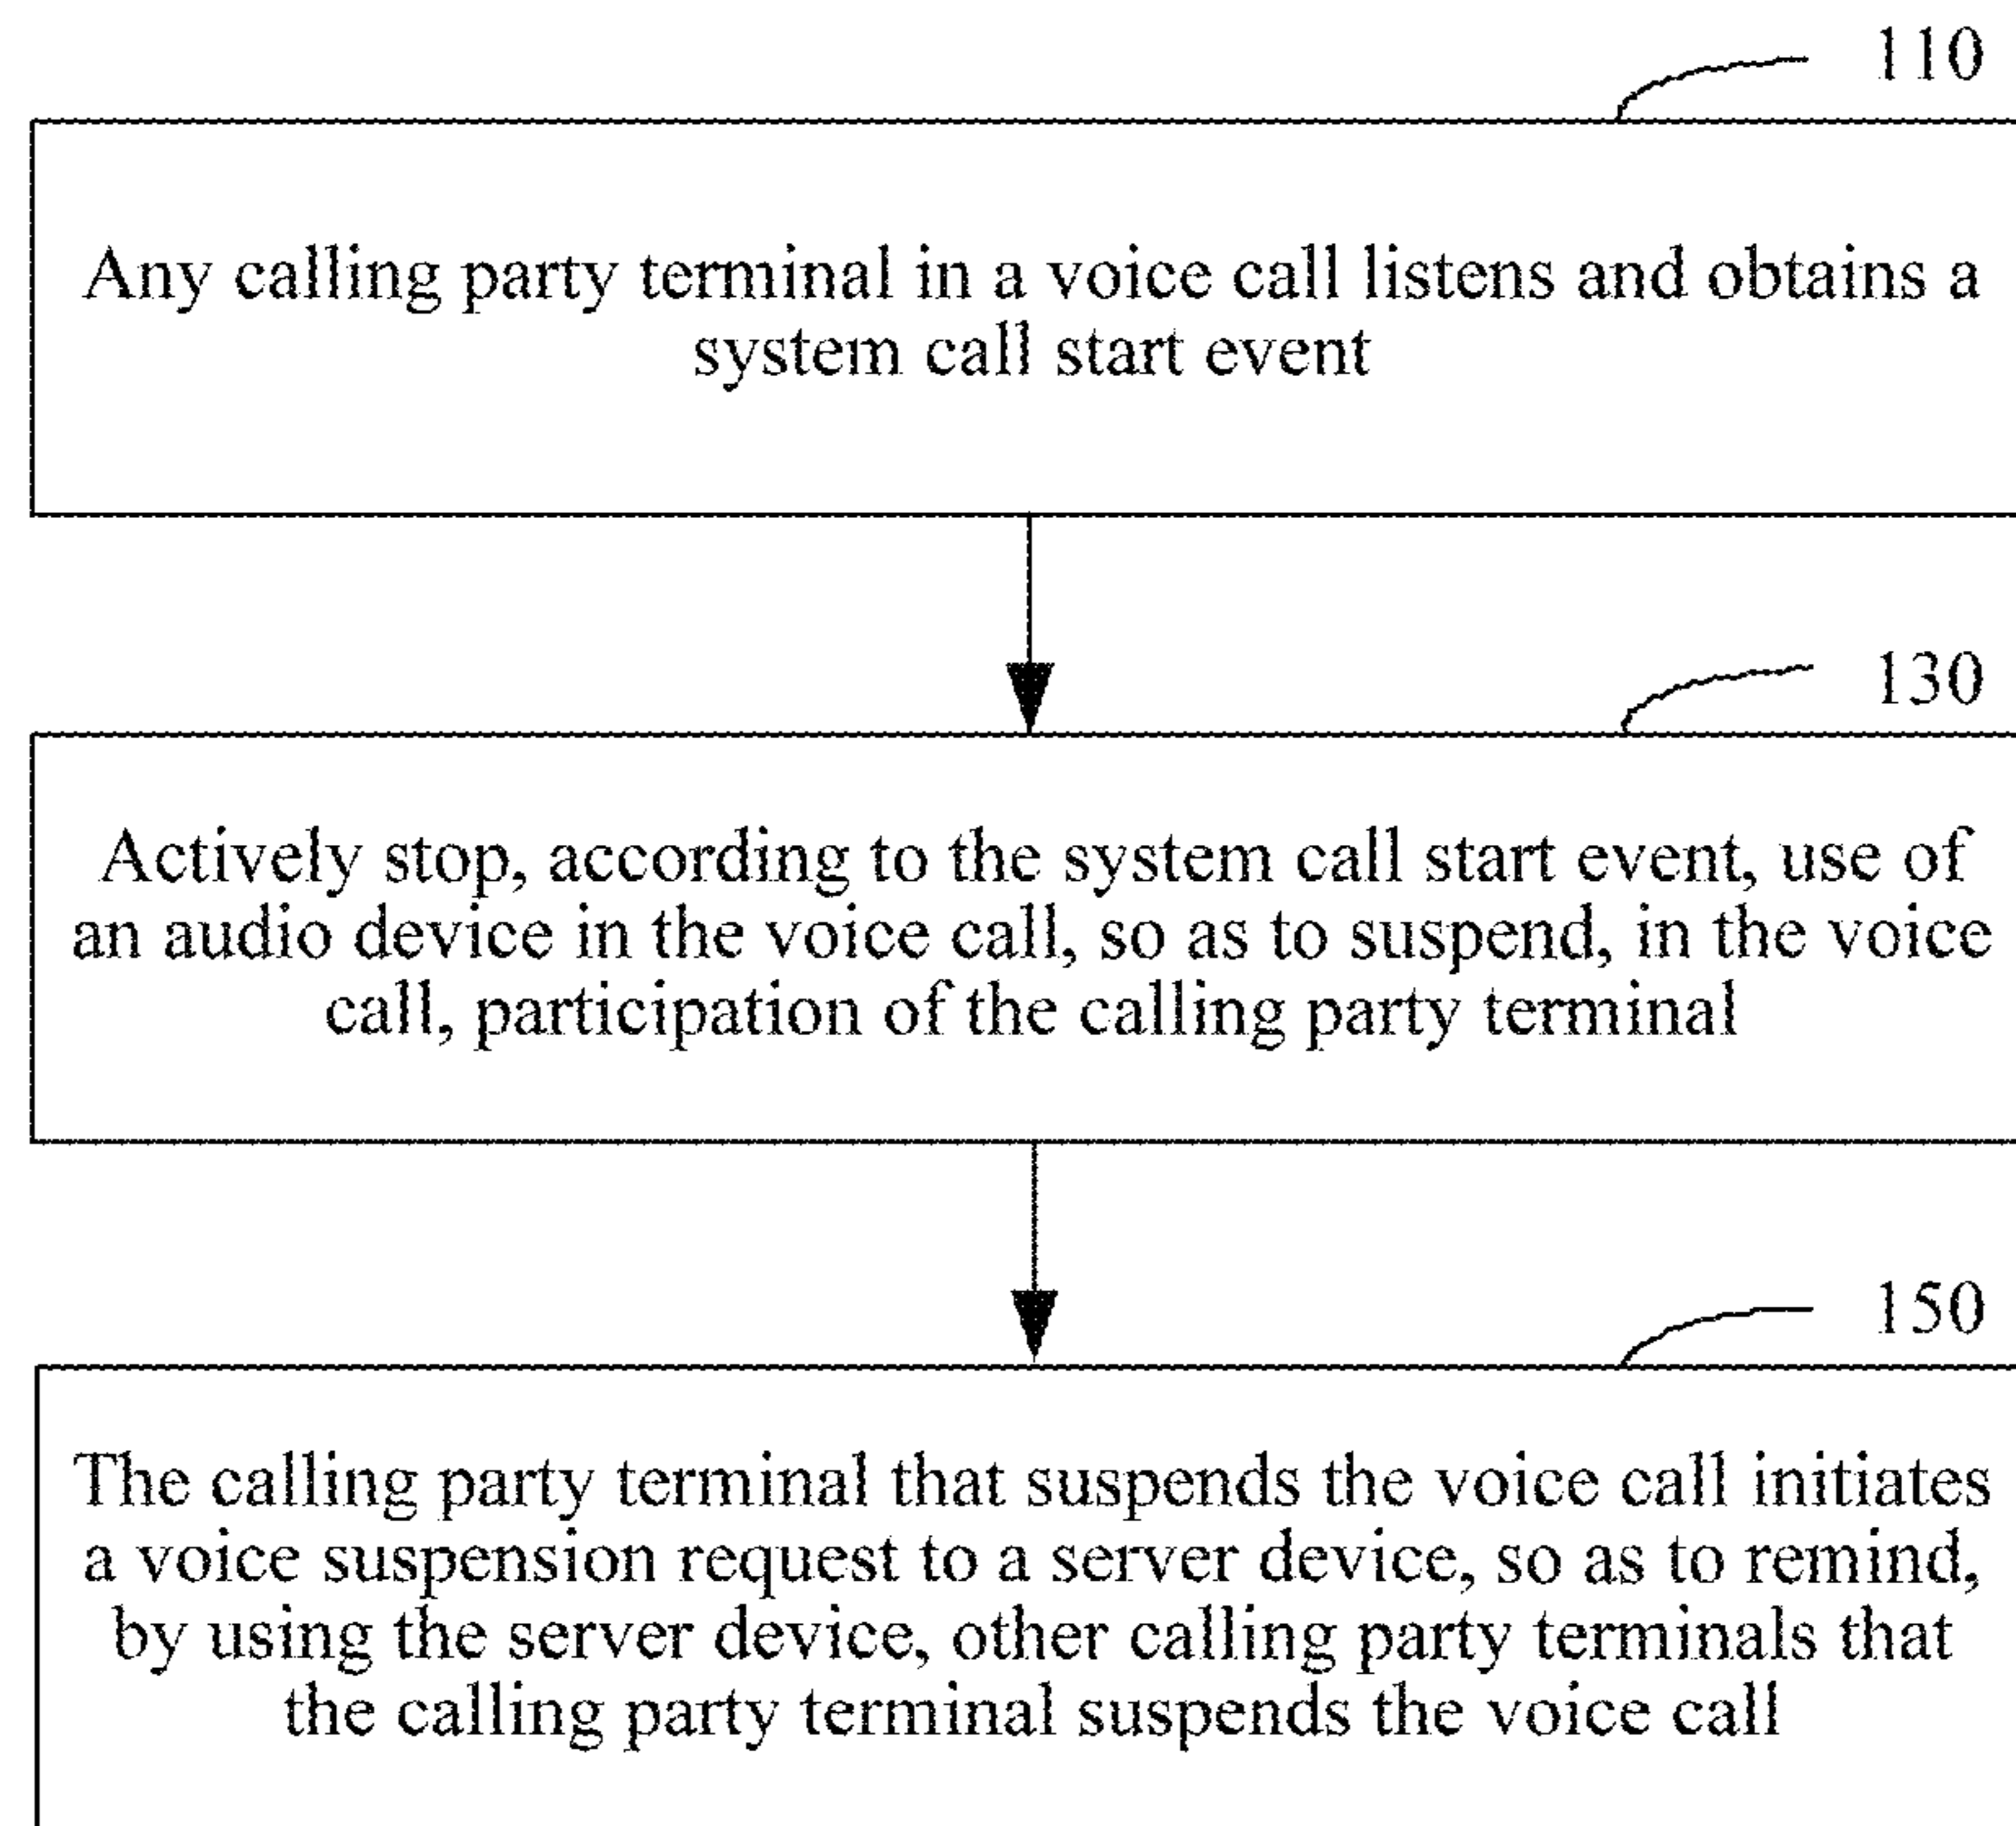 110
Any calling party terminal in a voice call listens and obtains a
system call start event
130
Actively stop, according to the system call start event, use of
an audio device in the voice call, so as to suspend, in the voice
call, participation of the calling party terminal
150
The calling party terminal that suspends the voice call initiates
a voice suspension request to a server device, so as to remind,
by using the server device, other calling party terminals that
the calling party terminal suspends the voice call